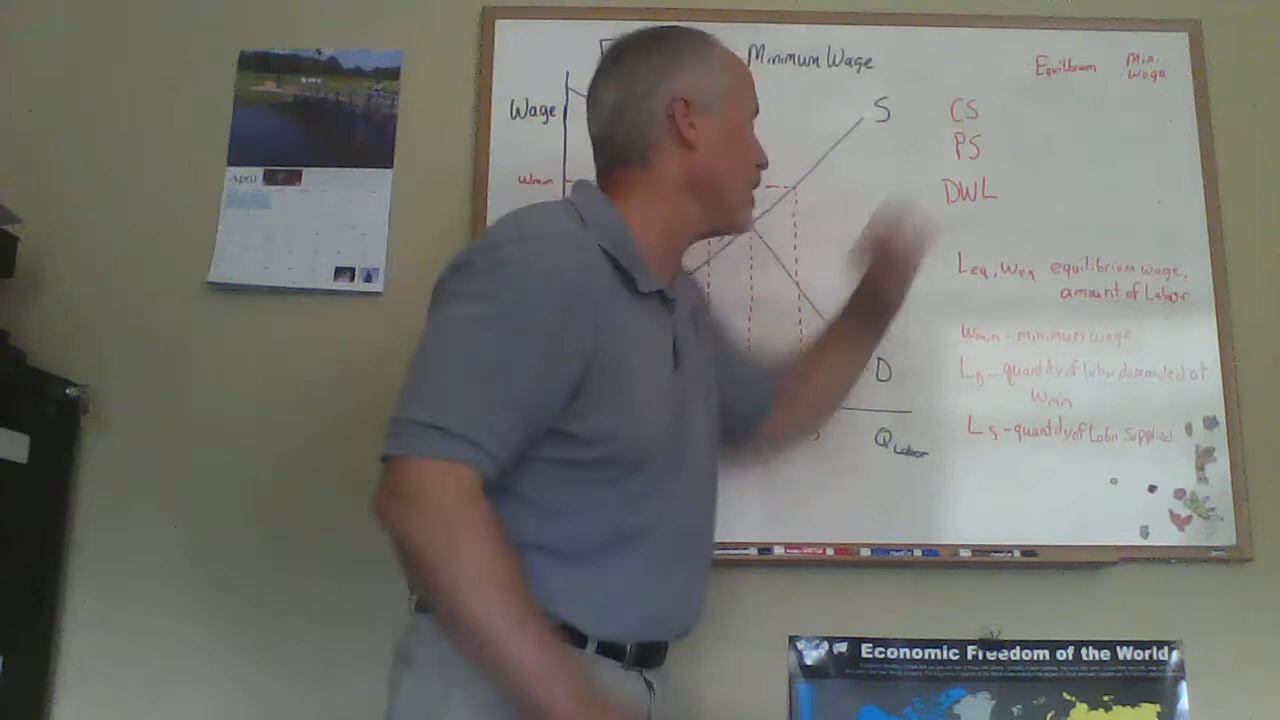 Minimum Wage
Wage
Wmin
S
D
Q Labor
Equilibrium
Min. Wage
CS
PS
DWL
Leq, Weq equilibrium wage,
amount of Labor
Wmin - minimum wage
LD - quantity of labor demanded at
Wmin
LS - quantity of Labor Supplied
April
Economic Freedom of the World